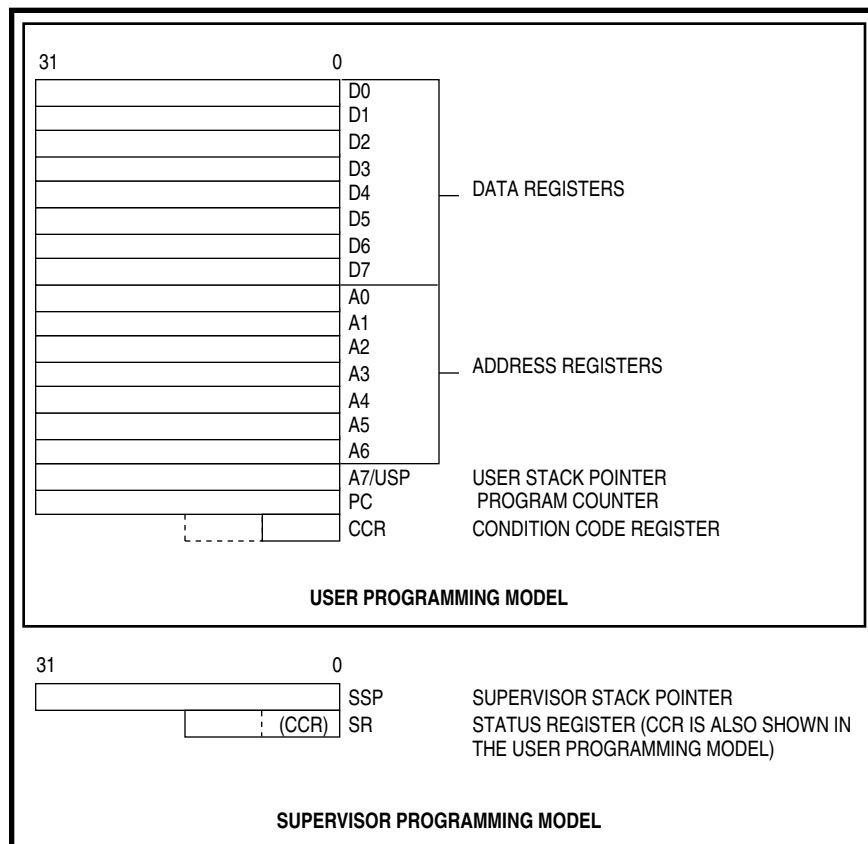 31 0
D0
D1
D2
D3
D4 DATA REGISTERS
D5
D6
D7
A0
A1
A2
A3 ADDRESS REGISTERS
A4
A5
A6
A7/USP USER STACK POINTER
PC PROGRAM COUNTER
CCR CONDITION CODE REGISTER
USER PROGRAMMING MODEL
31 0
SSP SUPERVISOR STACK POINTER
(CCR) SR STATUS REGISTER (CCR IS ALSO SHOWN IN
THE USER PROGRAMMING MODEL)
SUPERVISOR PROGRAMMING MODEL